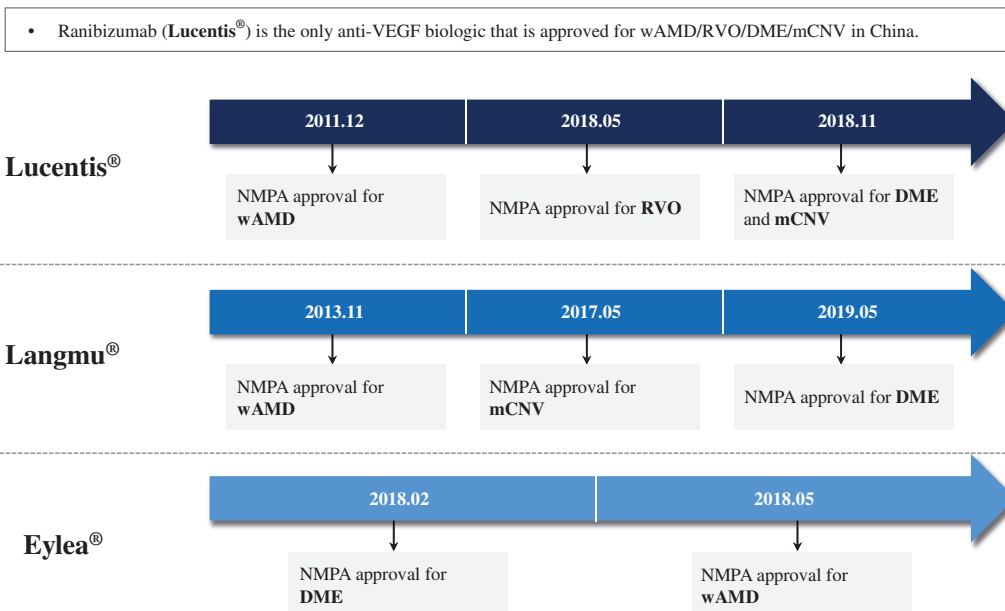 • Ranibizumab (Lucentis®) is the only anti-VEGF biologic that is approved for wAMD/RVO/DME/mCNV in China.
Lucentis®
2011.12
2018.05
2018.11
NMPA approval for
wAMD
NMPA approval for RVO
NMPA approval for DME
and mCNV
Langmu®
2013.11
2017.05
2019.05
NMPA approval for
wAMD
NMPA approval for
mCNV
NMPA approval for DME
Eylea®
2018.02
2018.05
NMPA approval for
DME
NMPA approval for
wAMD